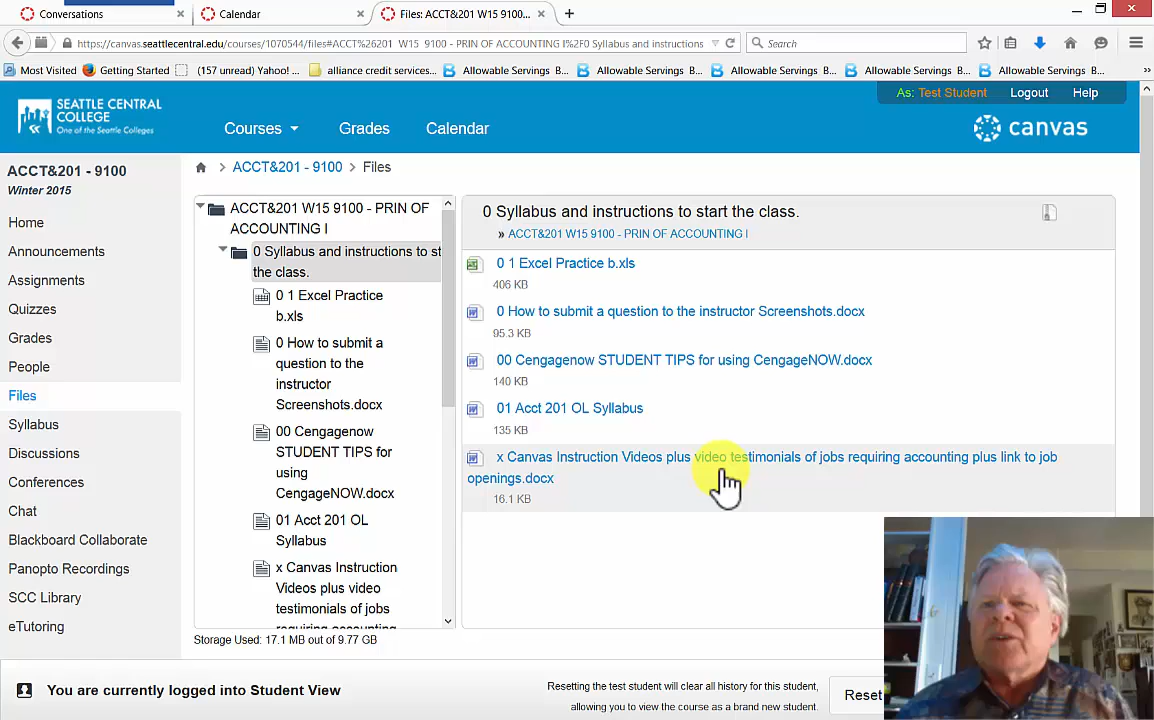 Conversations
Calendar
Files: ACCT&201 W15 9100...
https://canvas.seattlecentral.edu/courses/1070544/files#ACCT%26201 W15 9100 - PRIN OF ACCOUNTING I%2F0 Syllabus and instructions
Search
Most Visited
Getting Started
(157 unread) Yahoo! ...
alliance credit services...
Allowable Servings B...
Allowable Servings B...
Allowable Servings B...
Allowable Servings B...
Allowable Servings B...
SEATTLE CENTRAL
COLLEGE
One of the Seattle Colleges
Courses
Grades
Calendar
As: Test Student
Logout
Help
canvas
ACCT&201 - 9100
Winter 2015
Home
Announcements
Assignments
Quizzes
Grades
People
Files
Syllabus
Discussions
Conferences
Chat
Blackboard Collaborate
Panopto Recordings
SCC Library
eTutoring
> ACCT&201 - 9100 > Files
ACCT&201 W15 9100 - PRIN OF
ACCOUNTING I
0 Syllabus and instructions to st
the class.
0 1 Excel Practice
b.xls
0 How to submit a
question to the
instructor
Screenshots.docx
00 Cengagenow
STUDENT TIPS for
using
CengageNOW.docx
01 Acct 201 OL
Syllabus
x Canvas Instruction
Videos plus video
testimonials of jobs
requiring accounting
Storage Used: 17.1 MB out of 9.77 GB
0 Syllabus and instructions to start the class.
» ACCT&201 W15 9100 - PRIN OF ACCOUNTING I
0 1 Excel Practice b.xls
406 KB
0 How to submit a question to the instructor Screenshots.docx
95.3 KB
00 Cengagenow STUDENT TIPS for using CengageNOW.docx
140 KB
01 Acct 201 OL Syllabus
135 KB
x Canvas Instruction Videos plus video testimonials of jobs requiring accounting plus link to job
openings.docx
16.1 KB
You are currently logged into Student View
Resetting the test student will clear all history for this student,
allowing you to view the course as a brand new student.
Reset